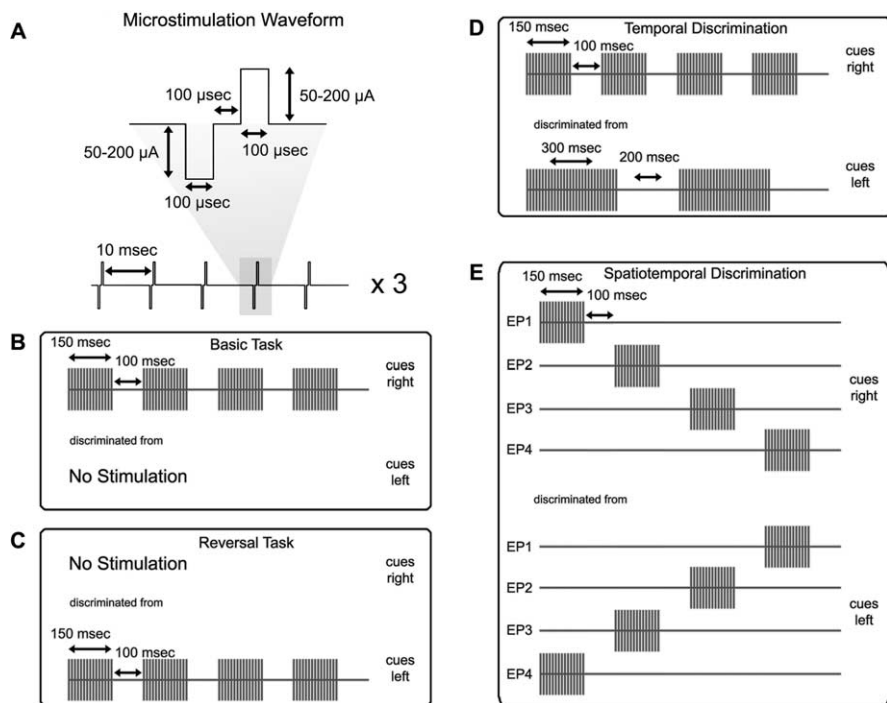 A
Microstimulation Waveform
100 µsec
50-200 µA
50-200 µA
100 µsec
100 µsec
10 msec
x 3
B
Basic Task
150 msec
100 msec
cues
right
discriminated from
No Stimulation
cues
left
C
Reversal Task
No Stimulation
cues
right
discriminated from
150 msec
100 msec
cues
left
D
Temporal Discrimination
150 msec
100 msec
cues
right
discriminated from
300 msec
200 msec
cues
left
E
Spatiotemporal Discrimination
150 msec
100 msec
EP1
EP2
EP3
EP4
cues
right
discriminated from
EP1
EP2
EP3
EP4
cues
left